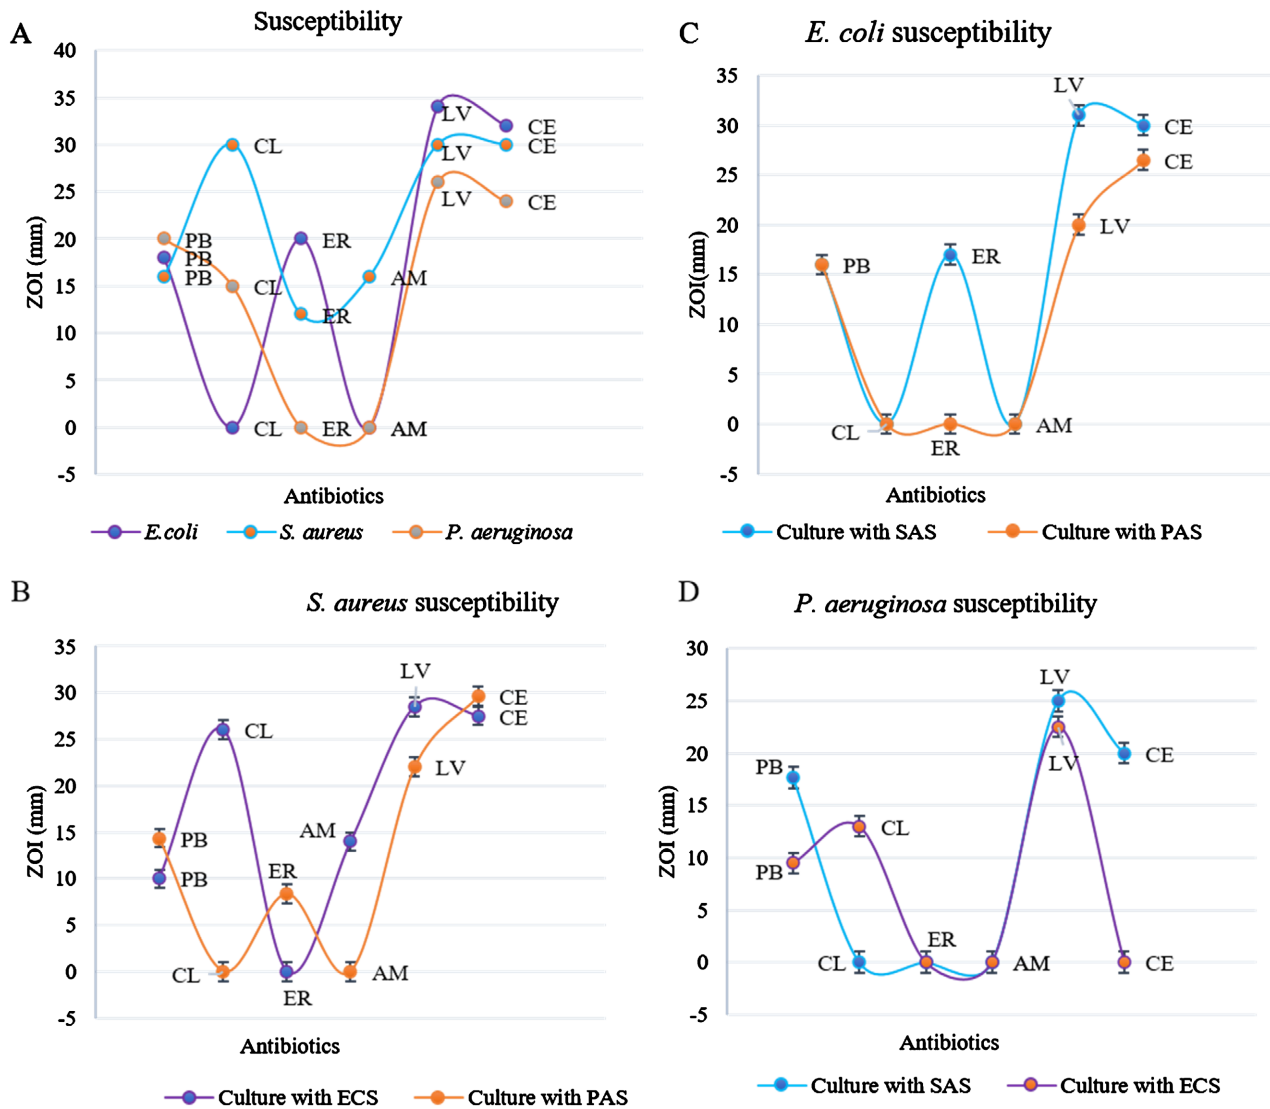 A
Susceptibility
40
35
30
25
20
15
10
5
0
-5
ZOI (mm)
PB
PB
PB
CL
CL
CL
ER
ER
ER
AM
AM
LV
LV
LV
CE
CE
CE
Antibiotics
E.coli S. aureus P. aeruginosa
C
E. coli susceptibility
35
30
25
20
15
10
5
0
-5
ZOI(mm)
PB
CL
ER
ER
AM
LV
LV
CE
CE
Antibiotics
Culture with SAS Culture with PAS
B
S. aureus susceptibility
35
30
25
20
15
10
5
0
-5
ZOI (mm)
PB
PB
CL
CL
ER
ER
AM
AM
LV
LV
CE
CE
Antibiotics
Culture with ECS Culture with PAS
D
P. aeruginosa susceptibility
30
25
20
15
10
5
0
-5
ZOI (mm)
PB
PB
CL
CL
ER
AM
LV
LV
CE
CE
Antibiotics
Culture with SAS Culture with ECS